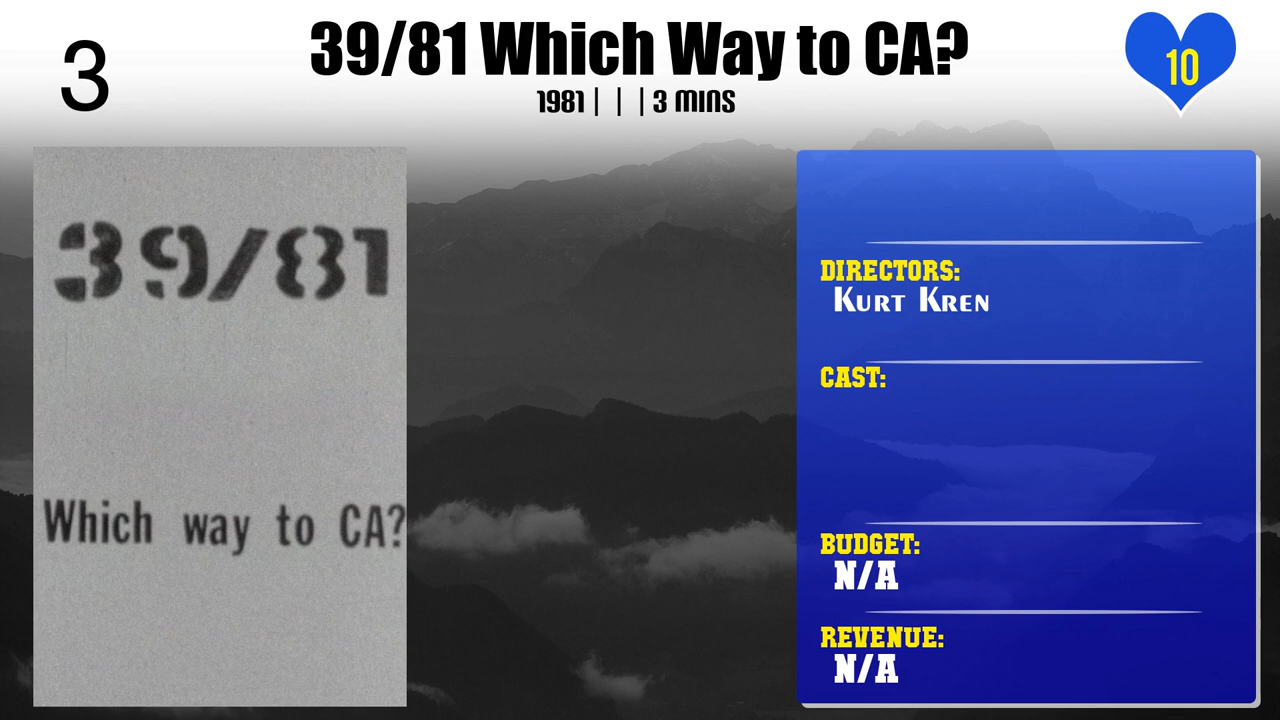 3
39/81 Which Way to CA?
10
1981 | | | 3 MINS
39/81
Which way to CA?
DIRECTORS:
KURT KREN
CAST:
BUDGET:
N/A
REVENUE:
N/A